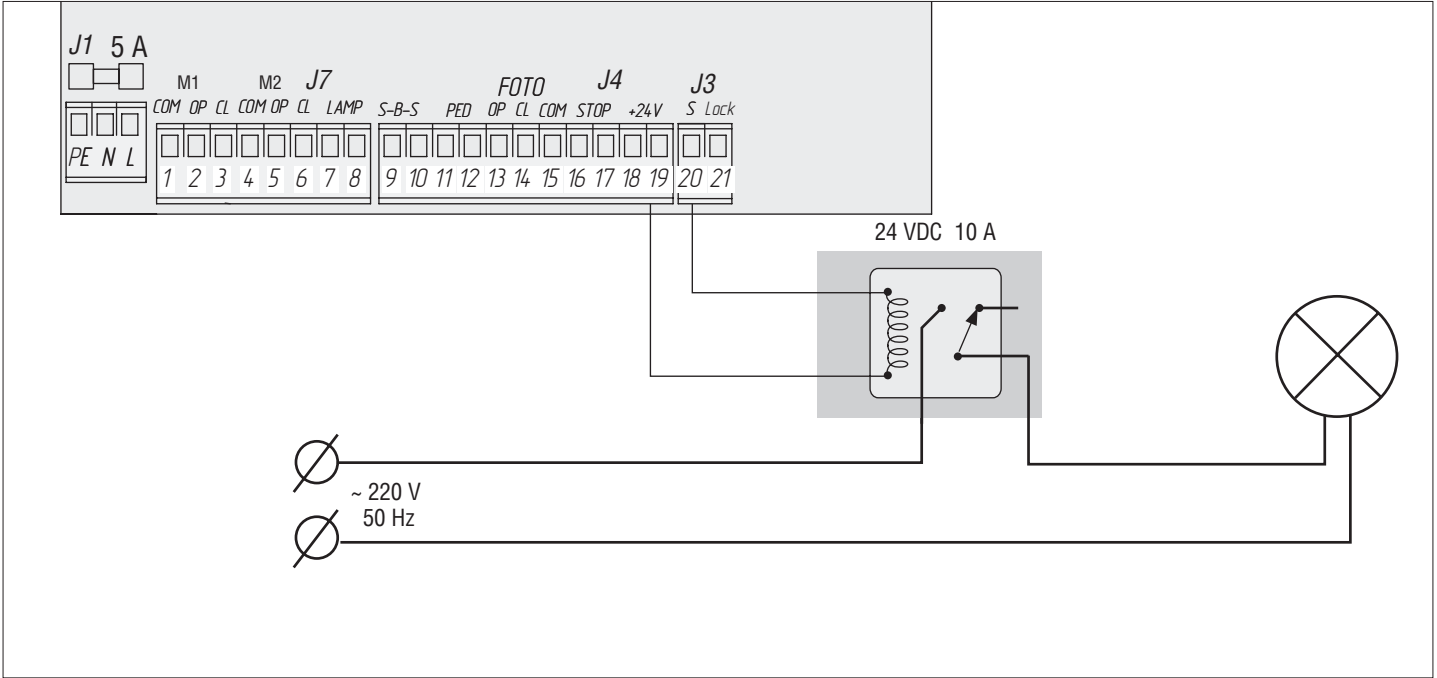 J1 5 A
M1 M2 J7 FOTO J4 J3
COM OP CL COM OP CL LAMP S-B-S PED OP CL COM STOP +24V S Lock
PE N L
1 2 3 4 5 6 7 8 9 10 11 12 13 14 15 16 17 18 19 20 21
24 VDC 10 A
~ 220 V
50 Hz